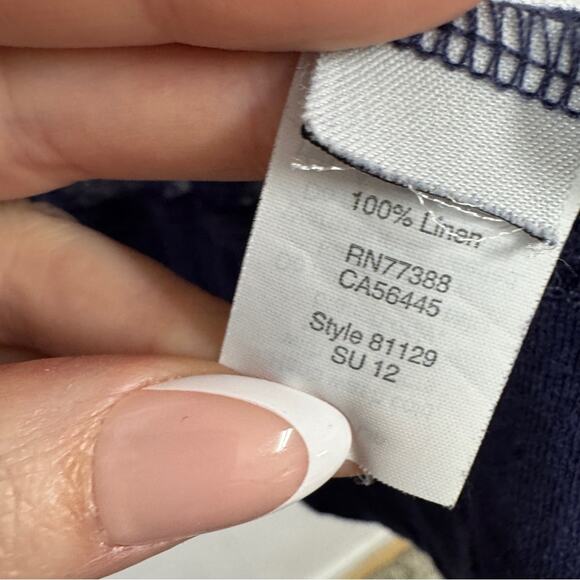 100% Linen
RN77388
CA56445
Style 81129
SU 12